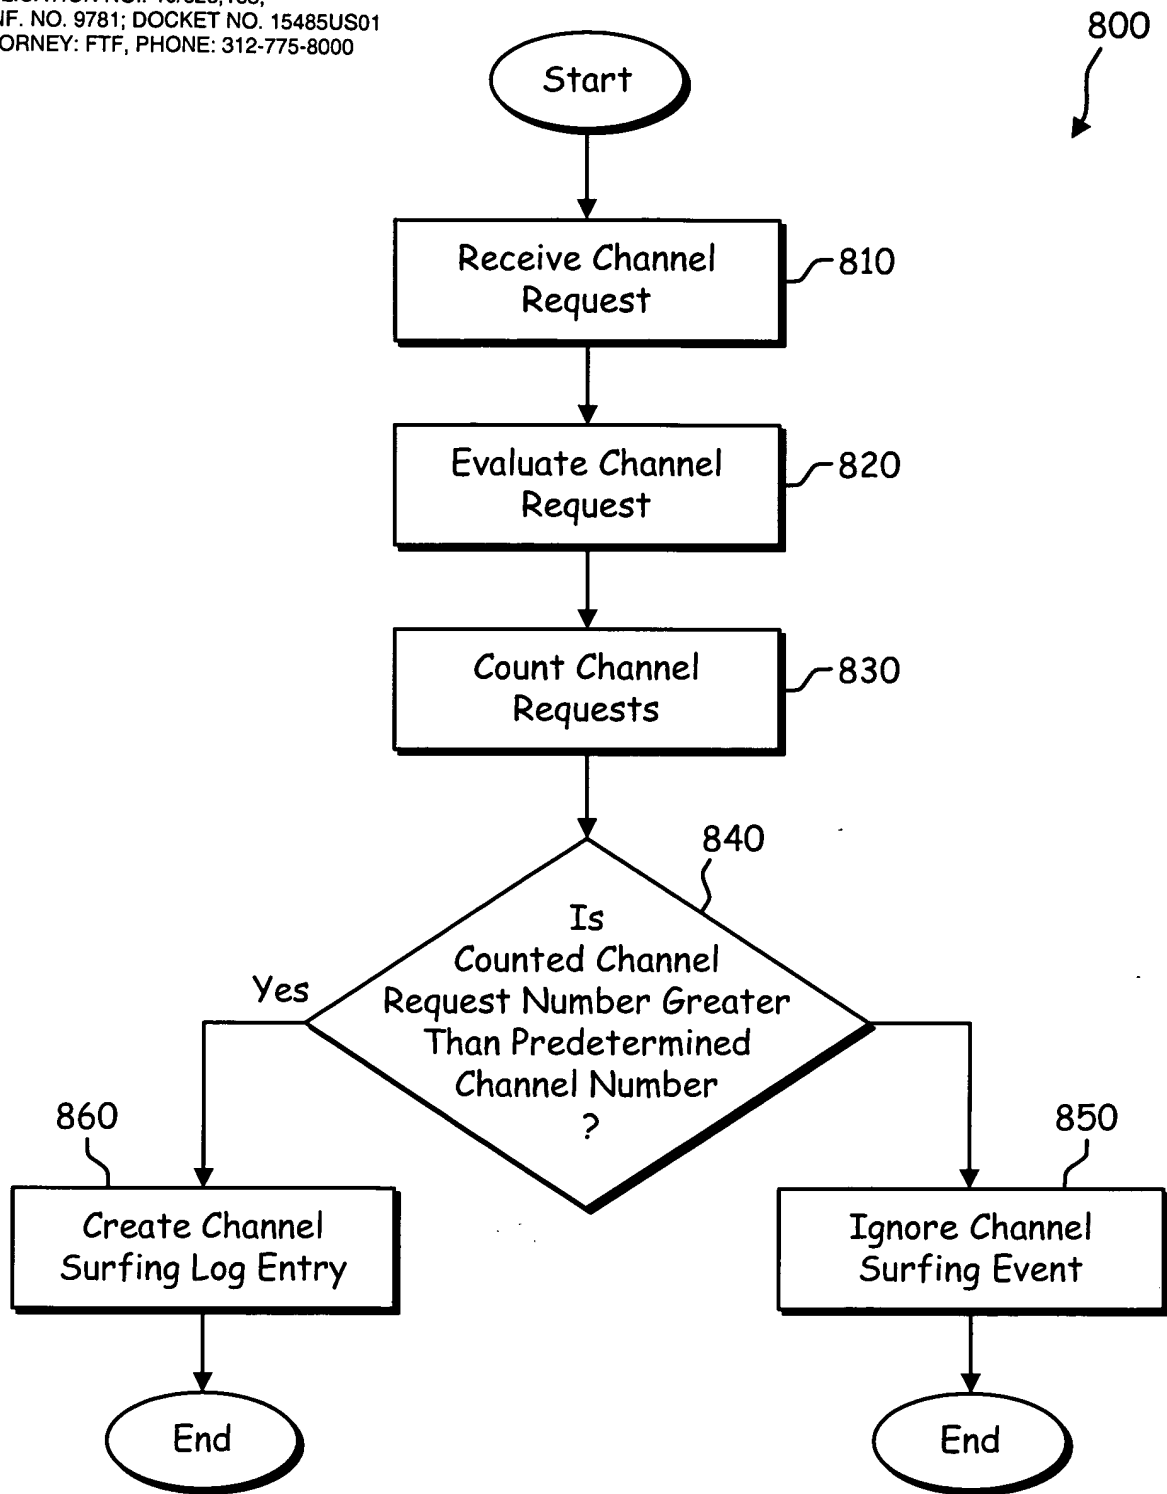 NF. NO. 9781; DOCKET NO. 15485US01
ORNEY: FTF, PHONE: 312-775-8000
800
Start
Receive Channel
Request
810
Evaluate Channel
Request
820
Count Channel
Requests
830
840
Is
Counted Channel
Request Number Greater
Than Predetermined
Channel Number
?
Yes
860
Create Channel
Surfing Log Entry
850
Ignore Channel
Surfing Event
End
End